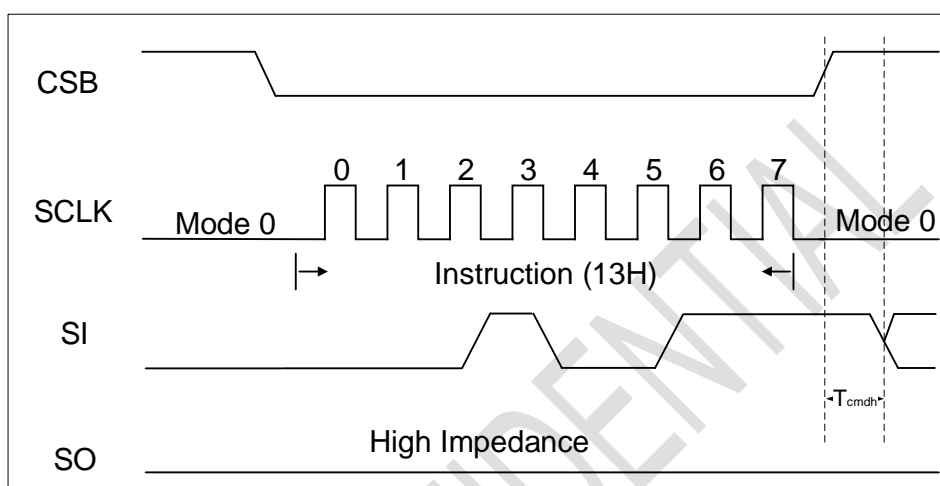 CSB
0 1 2 3 4 5 6 7
SCLK
Mode 0
Mode 0
Instruction (13H)
SI
Tcmdh
High Impedance
SO